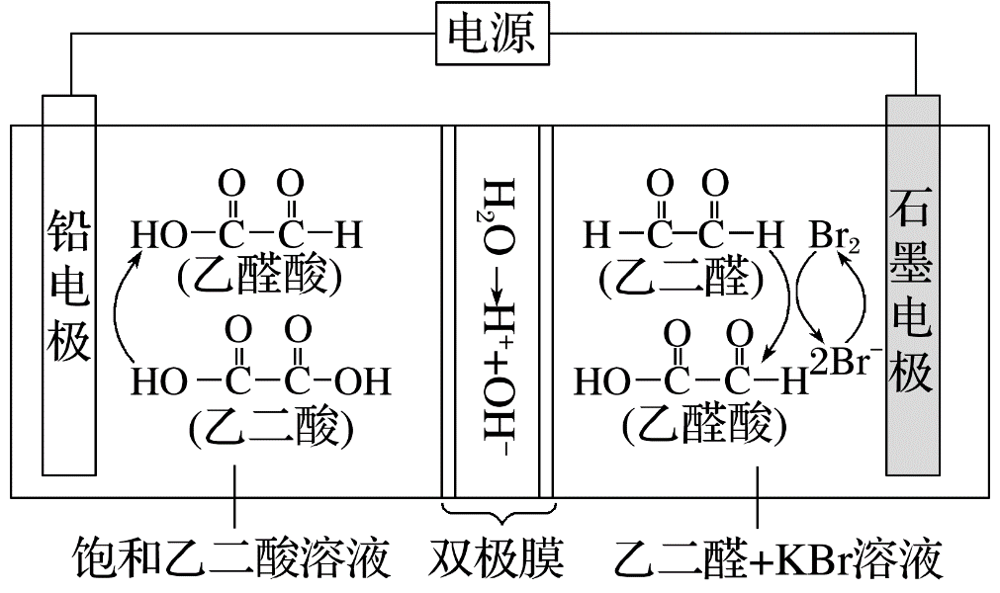 电源
铅电极
O O
HO—C—C—H
(乙醛酸)
O O
HO—C—C—OH
(乙二酸)
H₂O→H⁺+OH⁻
O O
H—C—C—H
(乙二醛)
Br₂
O O
HO—C—C—H
(乙醛酸)
2Br⁻
石墨电极
饱和乙二酸溶液
双极膜
乙二醛+KBr溶液